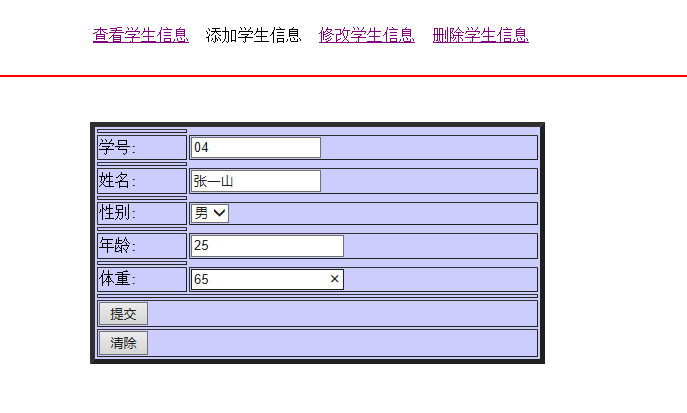 查看学生信息 添加学生信息 修改学生信息 删除学生信息
学号: 04
姓名: 张一山
性别: 男
年龄: 25
体重: 65 ×
提交
清除